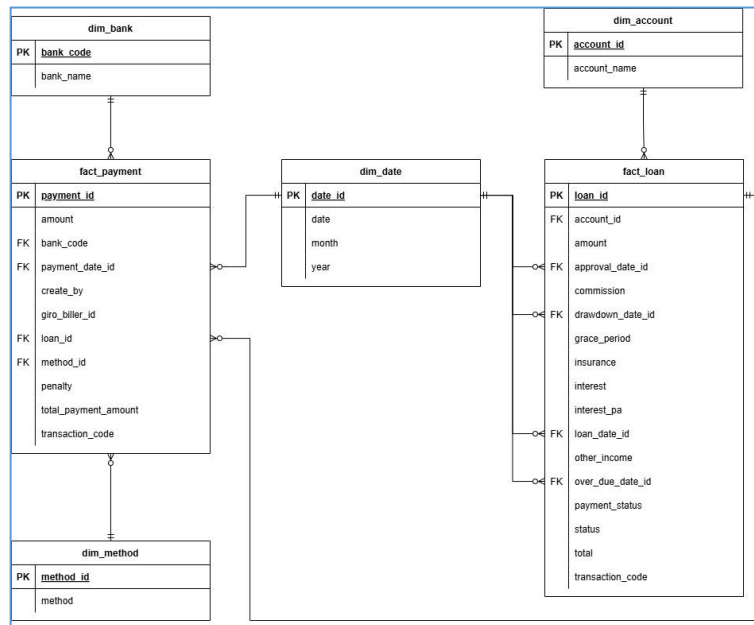 dim_bank
PK bank_code
bank_name
dim_account
PK account_id
account_name
fact_payment
PK payment_id
amount
FK bank_code
FK payment_date_id
create_by
giro_biller_id
FK loan_id
FK method_id
penalty
total_payment_amount
transaction_code
dim_date
PK date_id
date
month
year
fact_loan
PK loan_id
FK account_id
amount
FK approval_date_id
commission
FK drawdown_date_id
grace_period
insurance
interest
interest_pa
FK loan_date_id
other_income
FK over_due_date_id
payment_status
status
total
transaction_code
dim_method
PK method_id
method